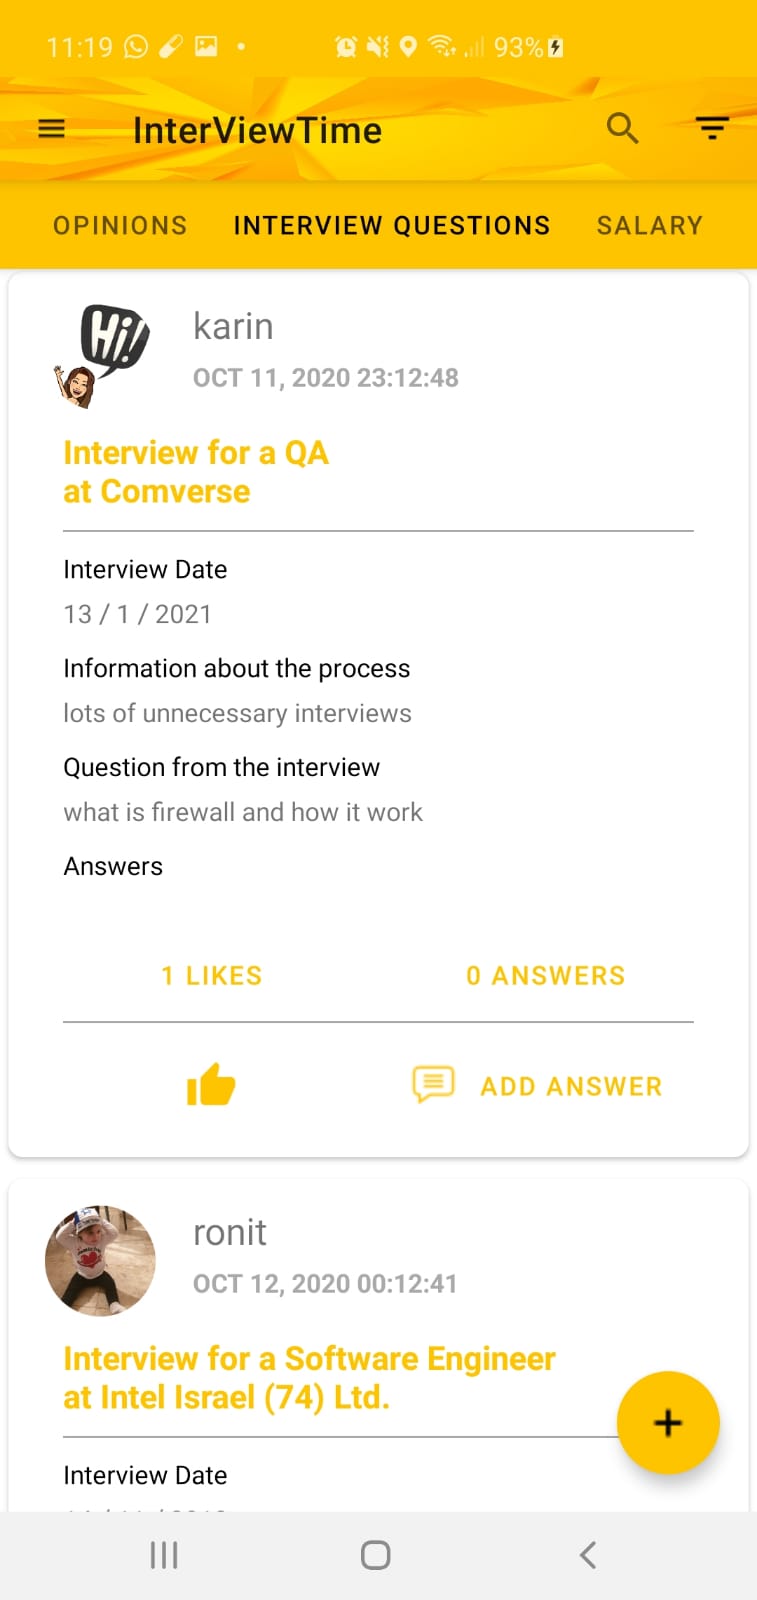 11:19 93%
InterViewTime
OPINIONS INTERVIEW QUESTIONS SALARY
Hi!
karin
OCT 11, 2020 23:12:48
Interview for a QA
at Comverse
Interview Date
13 / 1 / 2021
Information about the process
lots of unnecessary interviews
Question from the interview
what is firewall and how it work
Answers
1 LIKES 0 ANSWERS
ADD ANSWER
ronit
OCT 12, 2020 00:12:41
Interview for a Software Engineer
at Intel Israel (74) Ltd.
Interview Date